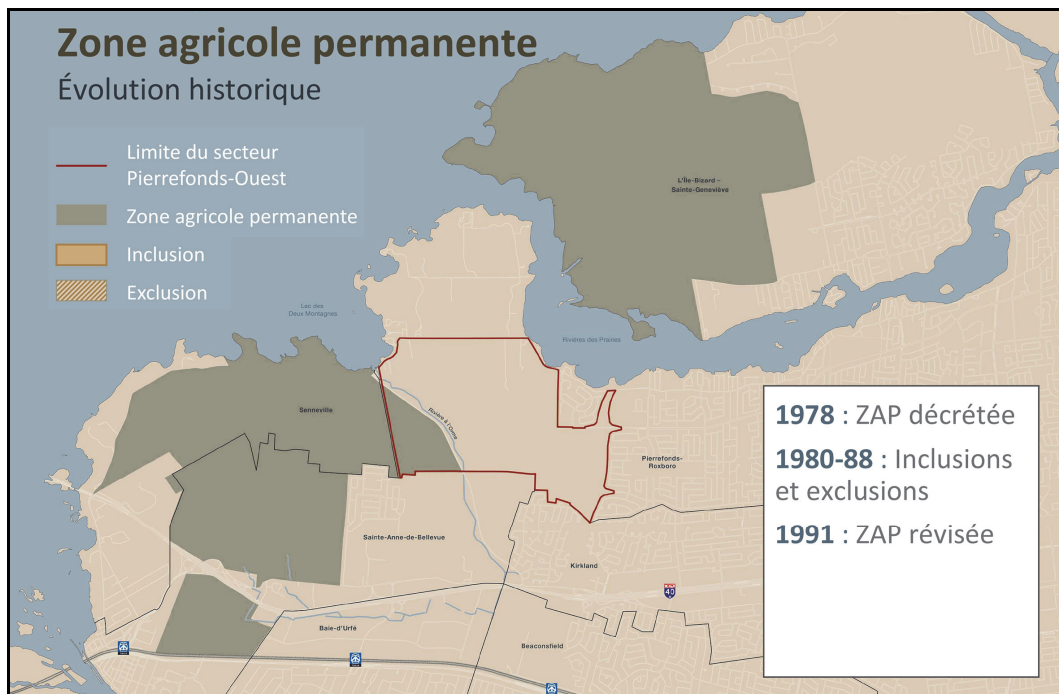 Zone agricole permanente
Évolution historique
Limite du secteur
Pierrefonds-Ouest
Zone agricole permanente
Inclusion
Exclusion
L'Île-Bizard –
Sainte-Geneviève
Lac des
Deux Montagnes
Rivières des Prairies
Senneville
Rivière à l'Orme
Pierrefonds-
Roxboro
Sainte-Anne-de-Bellevue
Kirkland
40
Baie-d'Urfé
Beaconsfield
1978 : ZAP décrétée
1980-88 : Inclusions
et exclusions
1991 : ZAP révisée